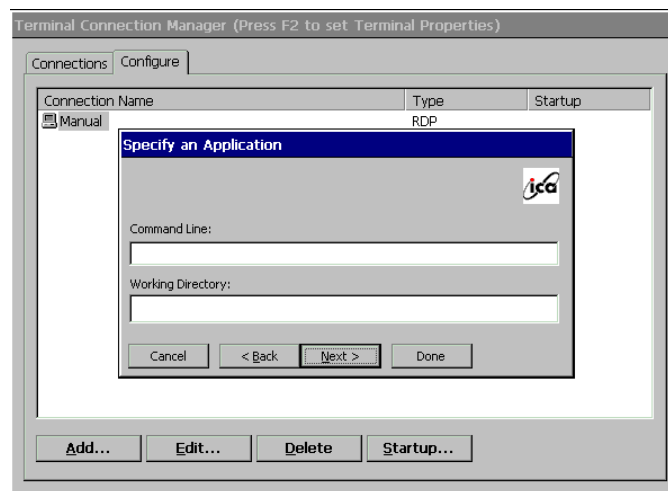 Terminal Connection Manager (Press F2 to set Terminal Properties)
Connections Configure
Connection Name Type Startup
Manual RDP
Specify an Application
ica
Command Line:
Working Directory:
Cancel < Back Next > Done
Add... Edit... Delete Startup...